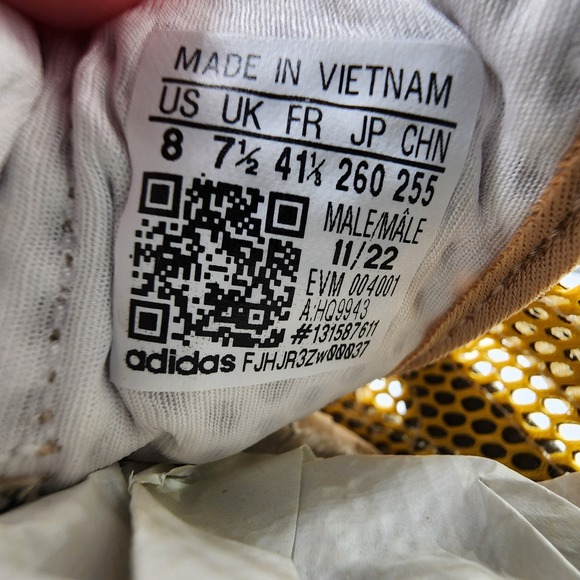 MADE IN VIETNAM
US UK FR JP CHN
8 7½ 41⅓ 260 255
MALE/MÂLE
11/22
EVM 004001
A:HQ9943
#131587611
adidas FJHJR3Zw00037